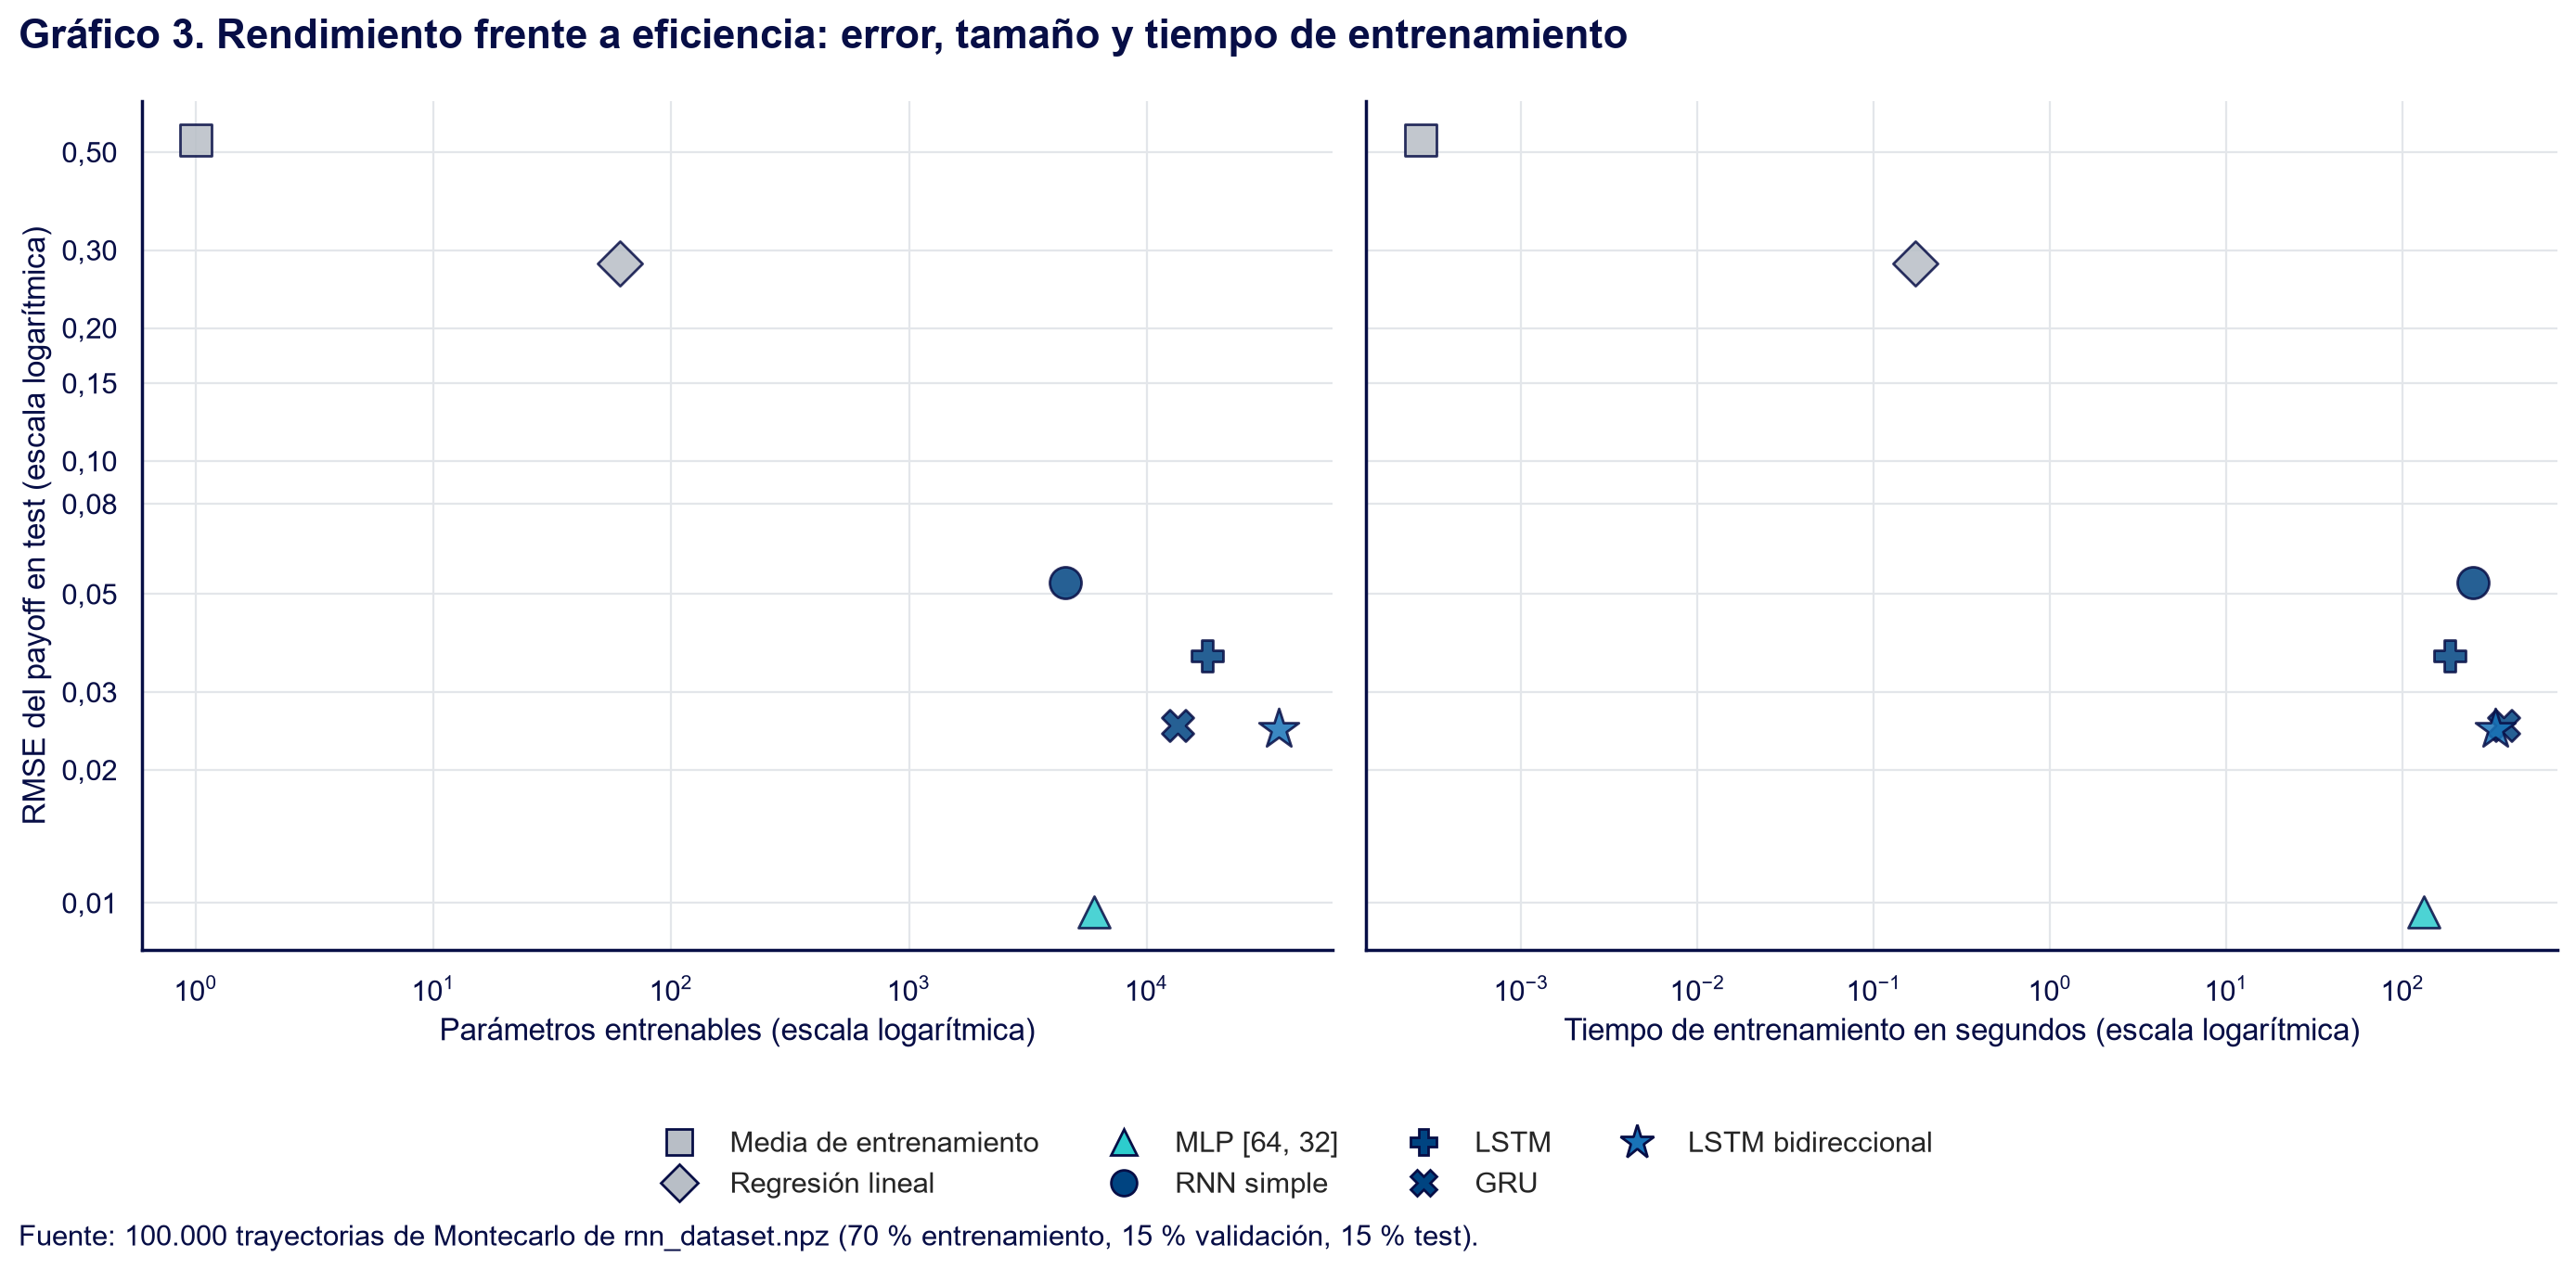 Gráfico 3. Rendimiento frente a eficiencia: error, tamaño y tiempo de entrenamiento
RMSE del payoff en test (escala logarítmica)
0,50
0,30
0,20
0,15
0,10
0,08
0,05
0,03
0,02
0,01
10⁰ 10¹ 10² 10³ 10⁴
Parámetros entrenables (escala logarítmica)
10⁻³ 10⁻² 10⁻¹ 10⁰ 10¹ 10²
Tiempo de entrenamiento en segundos (escala logarítmica)
Media de entrenamiento MLP [64, 32] LSTM LSTM bidireccional
Regresión lineal RNN simple GRU
Fuente: 100.000 trayectorias de Montecarlo de rnn_dataset.npz (70 % entrenamiento, 15 % validación, 15 % test).